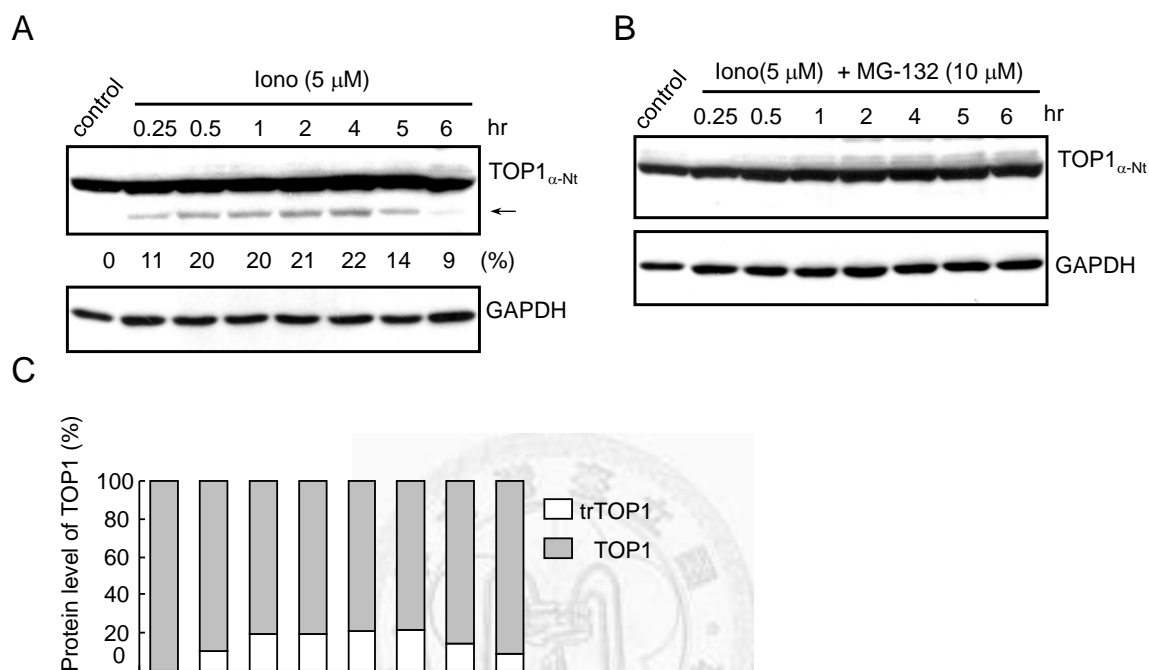 A
Iono (5 μM)
control 0.25 0.5 1 2 4 5 6 hr
TOP1α-Nt
←
0 11 20 20 21 22 14 9 (%)
GAPDH
B
Iono(5 μM) + MG-132 (10 μM)
control 0.25 0.5 1 2 4 5 6 hr
TOP1α-Nt
GAPDH
C
Protein level of TOP1 (%)
100
80
60
40
20
0
trTOP1
TOP1